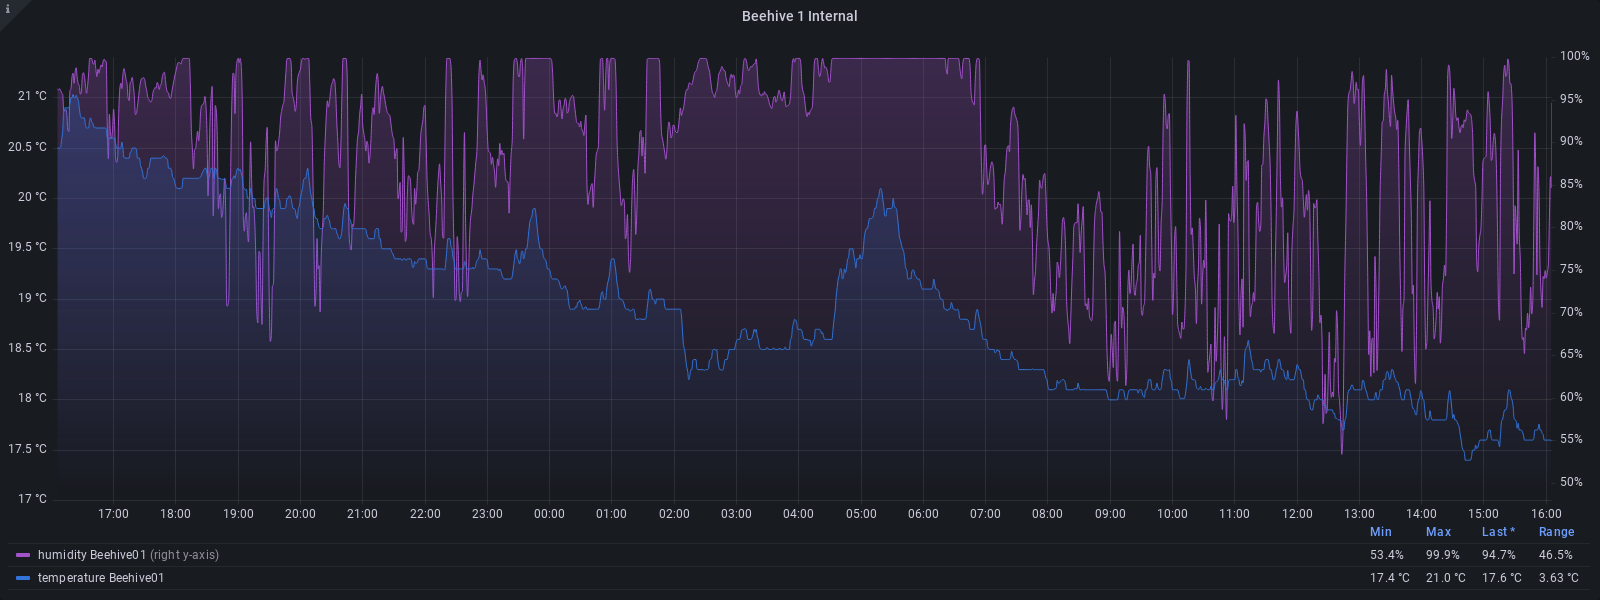 i
Beehive 1 Internal
100%
21 °C
95%
20.5 °C
90%
20 °C
85%
80%
19.5 °C
75%
19 °C
70%
18.5 °C
65%
18 °C
60%
17.5 °C
55%
50%
17 °C
17:00 18:00 19:00 20:00 21:00 22:00 23:00 00:00 01:00 02:00 03:00 04:00 05:00 06:00 07:00 08:00 09:00 10:00 11:00 12:00 13:00 14:00 15:00 16:00
Min Max Last * Range
humidity Beehive01 (right y-axis) 53.4% 99.9% 94.7% 46.5%
temperature Beehive01 17.4 °C 21.0 °C 17.6 °C 3.63 °C